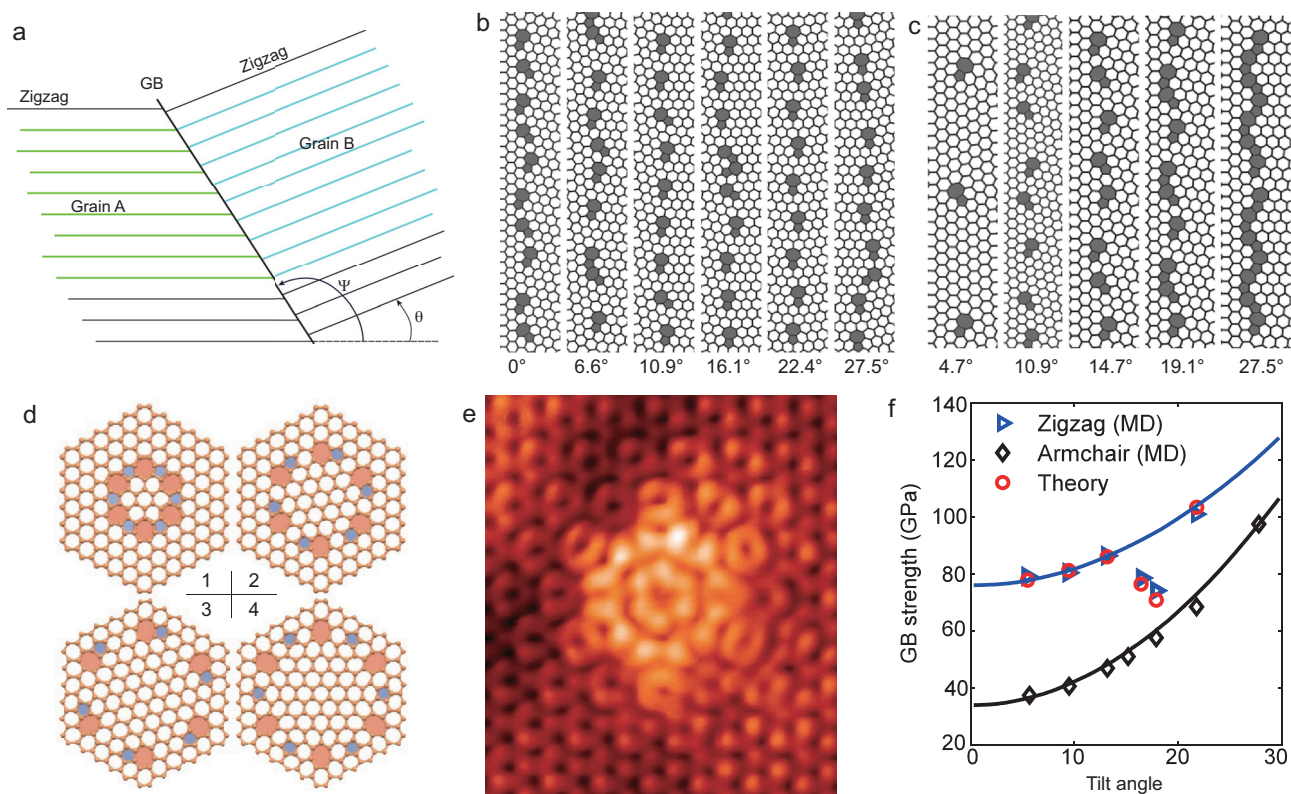 a
Zigzag
GB
Zigzag
Grain B
Grain A
Ψ
θ
b
0° 6.6° 10.9° 16.1° 22.4° 27.5°
c
4.7° 10.9° 14.7° 19.1° 27.5°
d
1 2
3 4
e
f
140
120
100
80
60
40
20
0 10 20 30
GB strength (GPa)
Tilt angle
Zigzag (MD)
Armchair (MD)
Theory